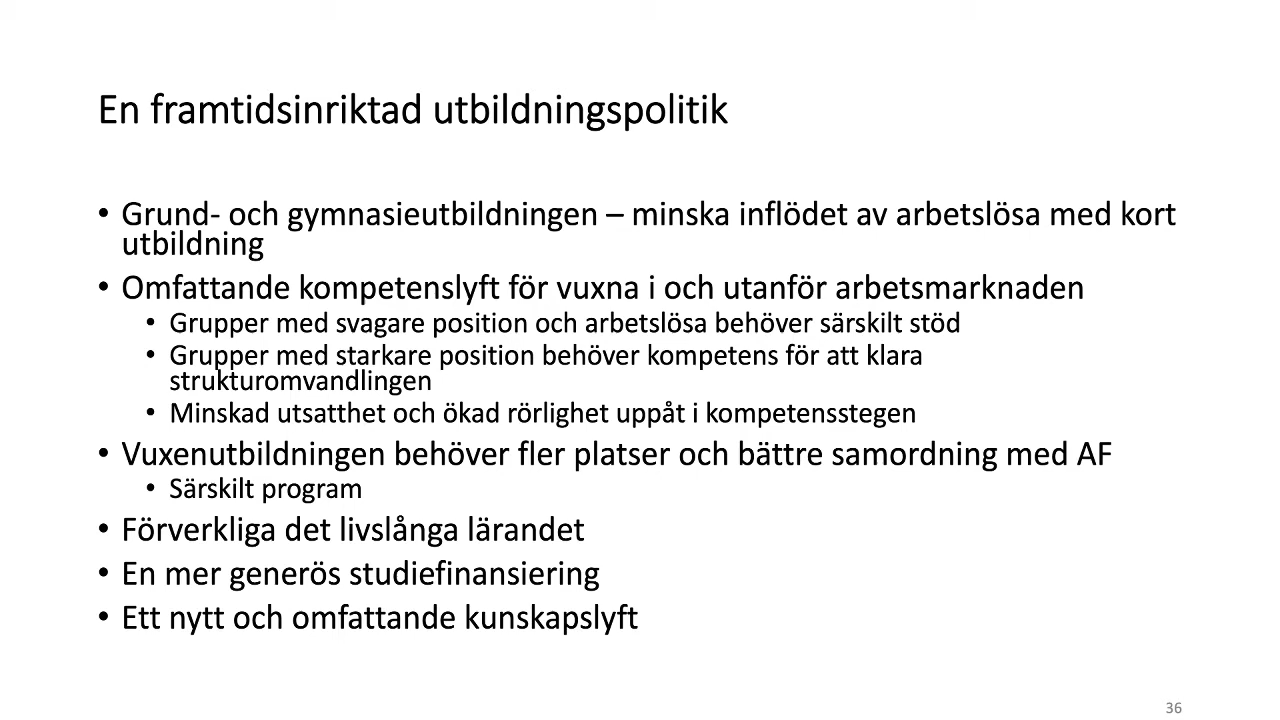 En framtidsinriktad utbildningspolitik
• Grund- och gymnasieutbildningen – minska inflödet av arbetslösa med kort
utbildning
• Omfattande kompetenslyft för vuxna i och utanför arbetsmarknaden
• Grupper med svagare position och arbetslösa behöver särskilt stöd
• Grupper med starkare position behöver kompetens för att klara
strukturomvandlingen
• Minskad utsatthet och ökad rörlighet uppåt i kompetensstegen
• Vuxenutbildningen behöver fler platser och bättre samordning med AF
• Särskilt program
• Förverkliga det livslånga lärandet
• En mer generös studiefinansiering
• Ett nytt och omfattande kunskapslyft
36